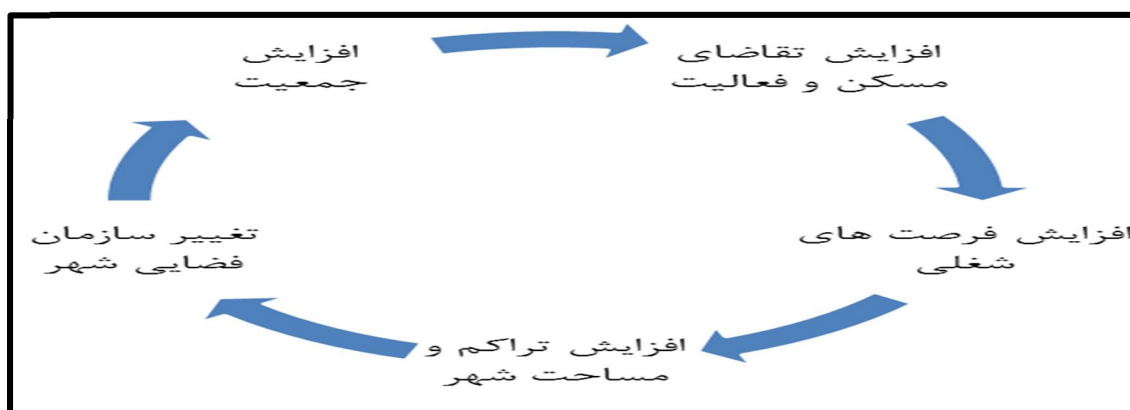 افزایش
جمعیت
افزایش تقاضای
مسکن و فعالیت
افزایش فرصت های
شغلی
افزایش تراکم و
مساحت شهر
تغییر سازمان
فضایی شهر